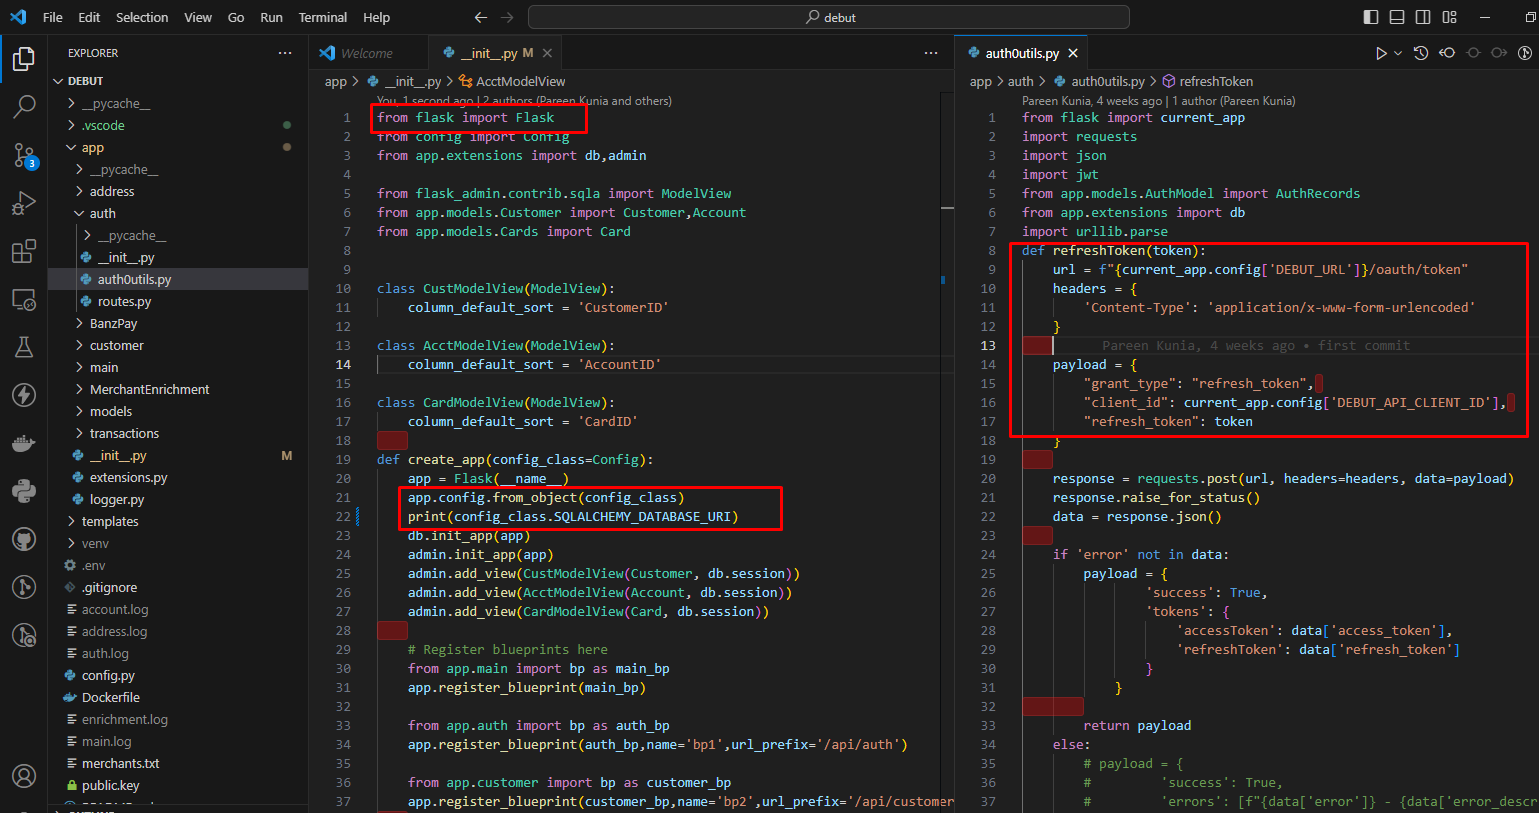 File Edit Selection View Go Run Terminal Help
debut
EXPLORER
DEBUT
__pycache__
.vscode
app
__pycache__
address
auth
__pycache__
__init__.py
auth0utils.py
routes.py
BanzPay
customer
main
MerchantEnrichment
models
transactions
__init__.py M
extensions.py
logger.py
templates
venv
.env
.gitignore
account.log
address.log
auth.log
config.py
Dockerfile
enrichment.log
main.log
merchants.txt
public.key
3
Welcome
__init__.py M
app > __init__.py > AcctModelView
You, 1 second ago | 2 authors (Pareen Kunia and others)
1 from flask import Flask
2 from config import Config
3 from app.extensions import db,admin
4
5 from flask_admin.contrib.sqla import ModelView
6 from app.models.Customer import Customer,Account
7 from app.models.Cards import Card
8
9
10 class CustModelView(ModelView):
11 column_default_sort = 'CustomerID'
12
13 class AcctModelView(ModelView):
14 column_default_sort = 'AccountID'
15
16 class CardModelView(ModelView):
17 column_default_sort = 'CardID'
18
19 def create_app(config_class=Config):
20 app = Flask(__name__)
21 app.config.from_object(config_class)
22 print(config_class.SQLALCHEMY_DATABASE_URI)
23 db.init_app(app)
24 admin.init_app(app)
25 admin.add_view(CustModelView(Customer, db.session))
26 admin.add_view(AcctModelView(Account, db.session))
27 admin.add_view(CardModelView(Card, db.session))
28
29 # Register blueprints here
30 from app.main import bp as main_bp
31 app.register_blueprint(main_bp)
32
33 from app.auth import bp as auth_bp
34 app.register_blueprint(auth_bp,name='bp1',url_prefix='/api/auth')
35
36 from app.customer import bp as customer_bp
37 app.register_blueprint(customer_bp,name='bp2',url_prefix='/api/customer
auth0utils.py
app > auth > auth0utils.py > refreshToken
Pareen Kunia, 4 weeks ago | 1 author (Pareen Kunia)
1 from flask import current_app
2 import requests
3 import json
4 import jwt
5 from app.models.AuthModel import AuthRecords
6 from app.extensions import db
7 import urllib.parse
8 def refreshToken(token):
9 url = f"{current_app.config['DEBUT_URL']}/oauth/token"
10 headers = {
11 'Content-Type': 'application/x-www-form-urlencoded'
12 }
13 Pareen Kunia, 4 weeks ago • first commit
14 payload = {
15 "grant_type": "refresh_token",
16 "client_id": current_app.config['DEBUT_API_CLIENT_ID'],
17 "refresh_token": token
18 }
19
20 response = requests.post(url, headers=headers, data=payload)
21 response.raise_for_status()
22 data = response.json()
23
24 if 'error' not in data:
25 payload = {
26 'success': True,
27 'tokens': {
28 'accessToken': data['access_token'],
29 'refreshToken': data['refresh_token']
30 }
31 }
32
33 return payload
34 else:
35 # payload = {
36 # 'success': True,
37 # 'errors': [f"{data['error']} - {data['error_descr